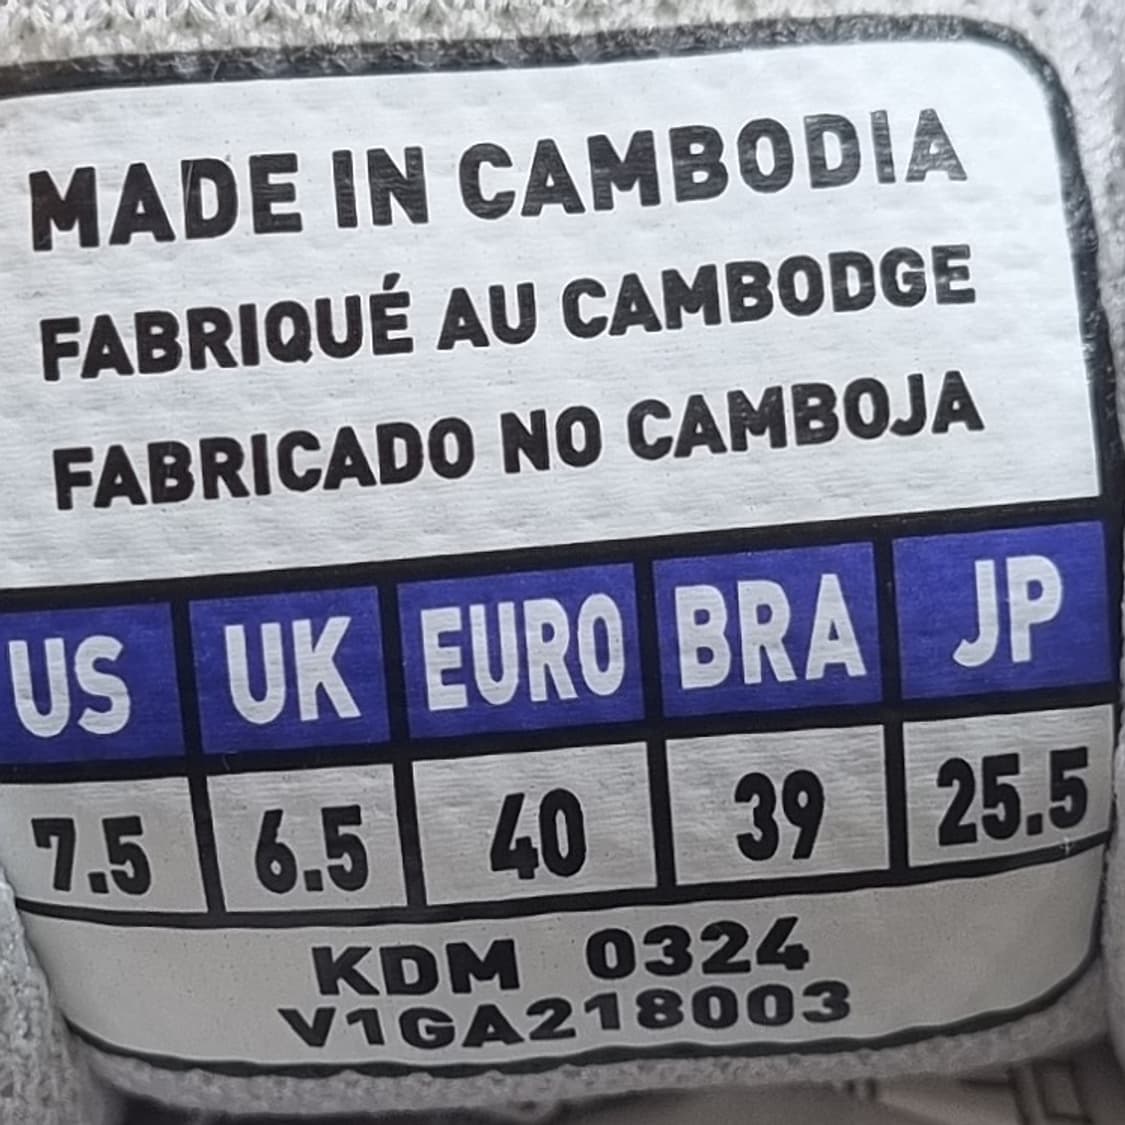 MADE IN CAMBODIA
FABRIQUÉ AU CAMBODGE
FABRICADO NO CAMBOJA
US UK EURO BRA JP
7.5 6.5 40 39 25.5
KDM 0324
V1GA218003